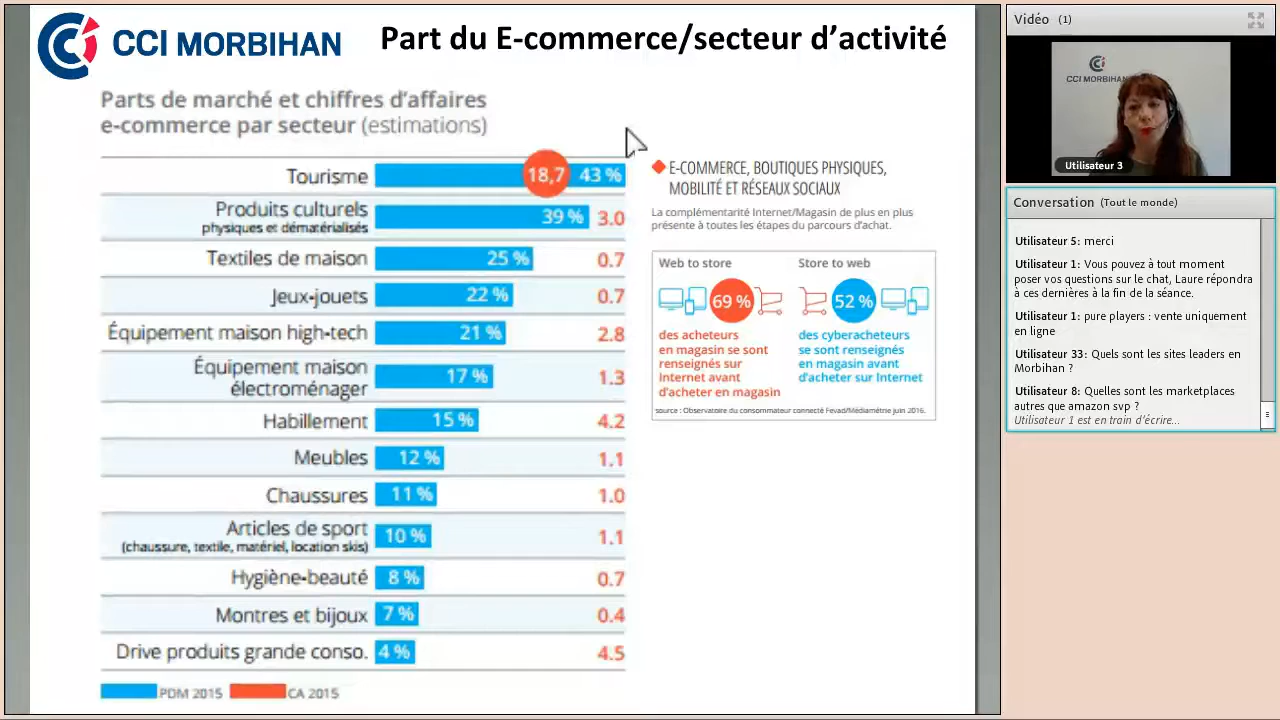 CCI MORBIHAN
Part du E-commerce/secteur d’activité
Parts de marché et chiffres d’affaires
e-commerce par secteur (estimations)
Tourisme 18,7 43 %
Produits culturels
physiques et dématérialisés
39 % 3.0
Textiles de maison 25 % 0.7
Jeux-jouets 22 % 0.7
Équipement maison high-tech 21 % 2.8
Équipement maison
électroménager
17 % 1.3
Habillement 15 % 4.2
Meubles 12 % 1.1
Chaussures 11 % 1.0
Articles de sport
(chaussure, textile, matériel, location skis)
10 % 1.1
Hygiène-beauté 8 % 0.7
Montres et bijoux 7 % 0.4
Drive produits grande conso. 4 % 4.5
PDM 2015 CA 2015
E-COMMERCE, BOUTIQUES PHYSIQUES,
MOBILITÉ ET RÉSEAUX SOCIAUX
La complémentarité Internet/Magasin de plus en plus
présente à toutes les étapes du parcours d’achat.
Web to store
69 %
des acheteurs
en magasin se sont
renseignés sur
Internet avant
d’acheter en magasin
Store to web
52 %
des cyberacheteurs
se sont renseignés
en magasin avant
d’acheter sur Internet
source : Observatoire du consommateur connecté Fevad/Médiamétrie juin 2016.
Vidéo (1)
CCI MORBIHAN
Utilisateur 3
Conversation (Tout le monde)
Utilisateur 5: merci
Utilisateur 1: Vous pouvez à tout moment
poser vos questions sur le chat, Laure répondra
à ces dernières à la fin de la séance.
Utilisateur 1: pure players : vente uniquement
en ligne
Utilisateur 33: Quels sont les sites leaders en
Morbihan ?
Utilisateur 8: Quelles sont les marketplaces
autres que amazon svp ?
Utilisateur 1 est en train d’écrire...